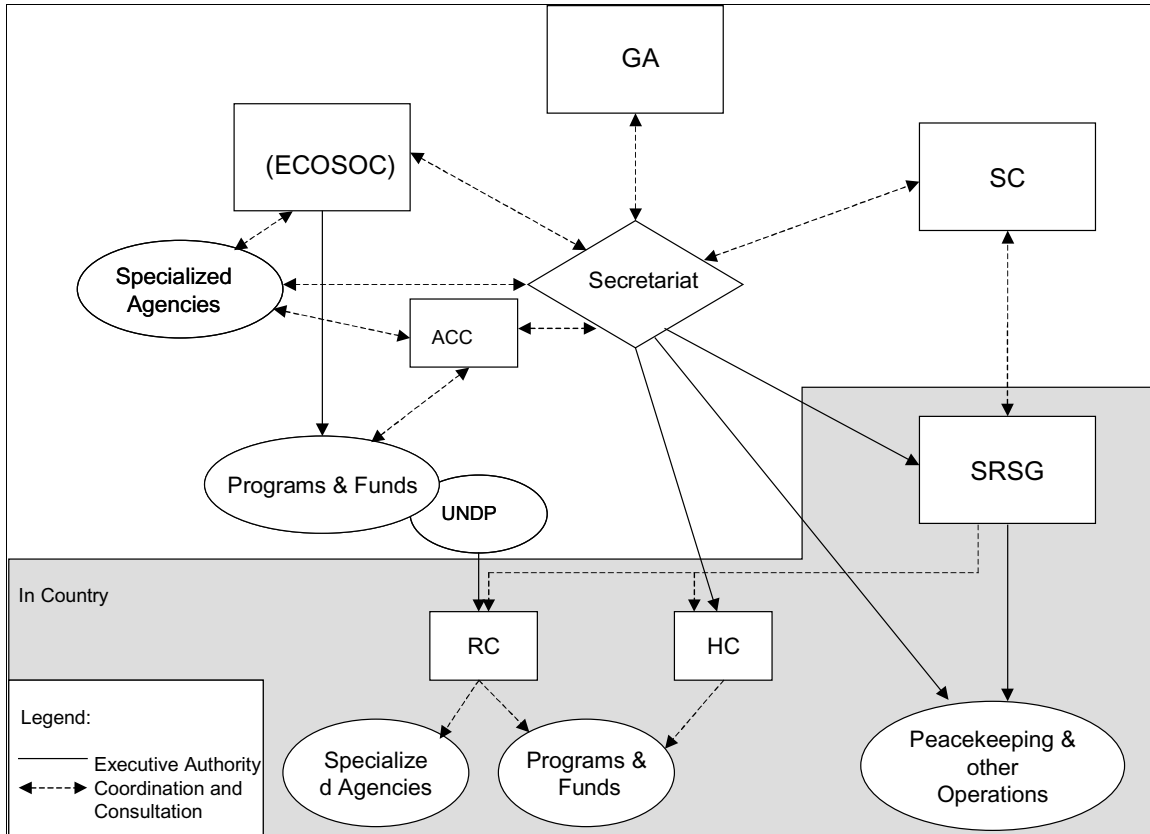 GA
(ECOSOC)
SC
Specialized
Agencies
Secretariat
ACC
Programs & Funds
UNDP
SRSG
In Country
RC
HC
Legend:
Executive Authority
Coordination and
Consultation
Specialize
d Agencies
Programs &
Funds
Peacekeeping &
other
Operations